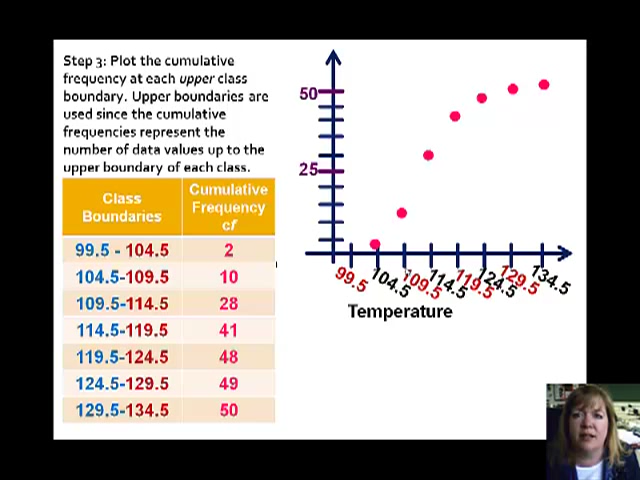 Step 3: Plot the cumulative
frequency at each upper class
boundary. Upper boundaries are
used since the cumulative
frequencies represent the
number of data values up to the
upper boundary of each class.
Class
Boundaries
Cumulative
Frequency
cf
99.5 - 104.5 2
104.5-109.5 10
109.5-114.5 28
114.5-119.5 41
119.5-124.5 48
124.5-129.5 49
129.5-134.5 50
50
25
99.5
104.5
109.5
114.5
119.5
124.5
129.5
134.5
Temperature